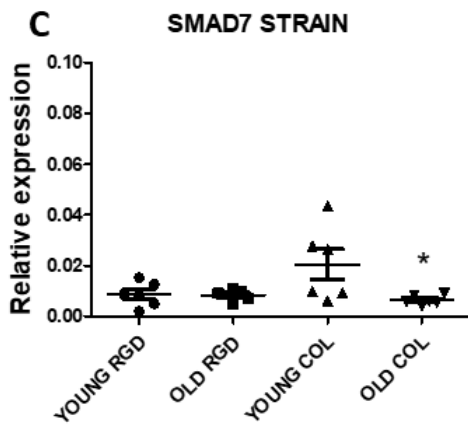 C
SMAD7 STRAIN
Relative expression
0.10
0.08
0.06
0.04
0.02
0.00
*
YOUNG RGD
OLD RGD
YOUNG COL
OLD COL